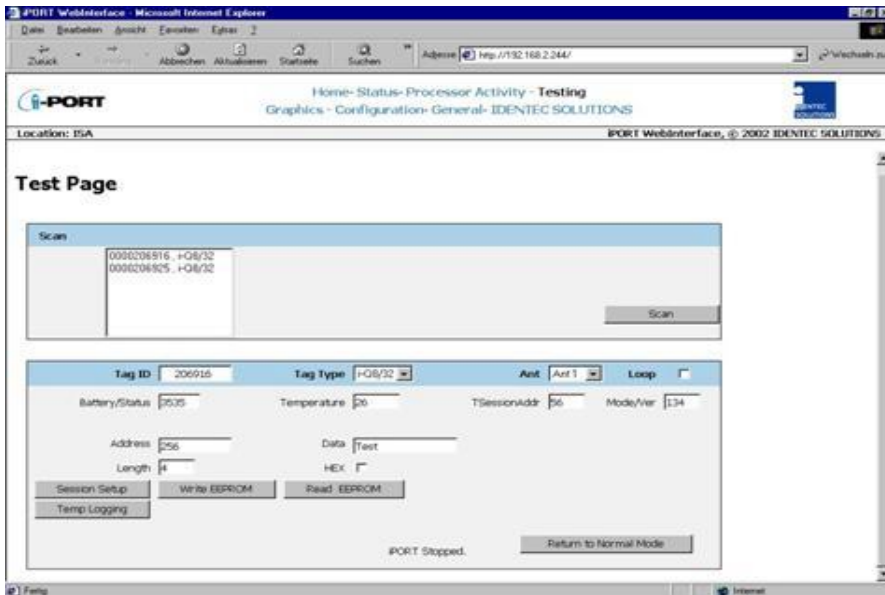 iPORT WebInterface - Microsoft Internet Explorer
Datei Bearbeiten Ansicht Favoriten Extras ?
Zurück Abbrechen Aktualisieren Startseite Suchen Adresse http://192.168.2.244/ Wechseln zu
i-PORT
Home- Status- Processor Activity - Testing
Graphics - Configuration- General- IDENTEC SOLUTIONS
IDENTEC
SOLUTIONS
Location: ISA iPORT WebInterface, © 2002 IDENTEC SOLUTIONS
Test Page
Scan
0000206916 , i-Q8/32
0000206925 , i-Q8/32
Scan
Tag ID 206916 Tag Type i-Q8/32 Ant Ant 1 Loop
Battery/Status 3535 Temperature 26 TSessionAddr 56 Mode/Ver 134
Address 256 Data Test
Length 4 HEX
Session Setup Write EEPROM Read EEPROM
Temp Logging
iPORT Stopped. Return to Normal Mode
Fertig Internet